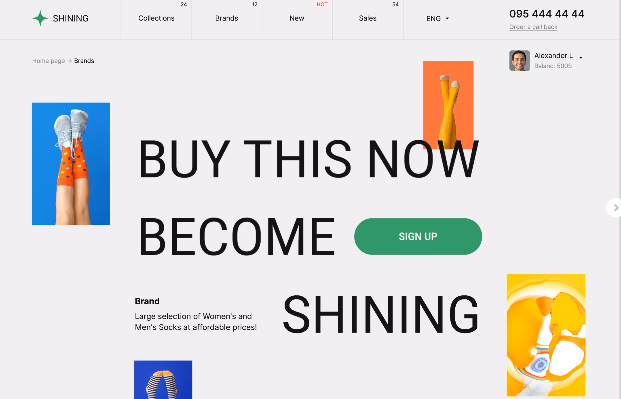 SHINING
Collections 24
Brands 12
New HOT
Sales 54
ENG
095 444 44 44
Order a call back
Home page → Brands
Alexander L
Balanc: 500$
BUY THIS NOW
BECOME
SIGN UP
SHINING
Brand
Large selection of Women's and
Men's Socks at affordable prices!